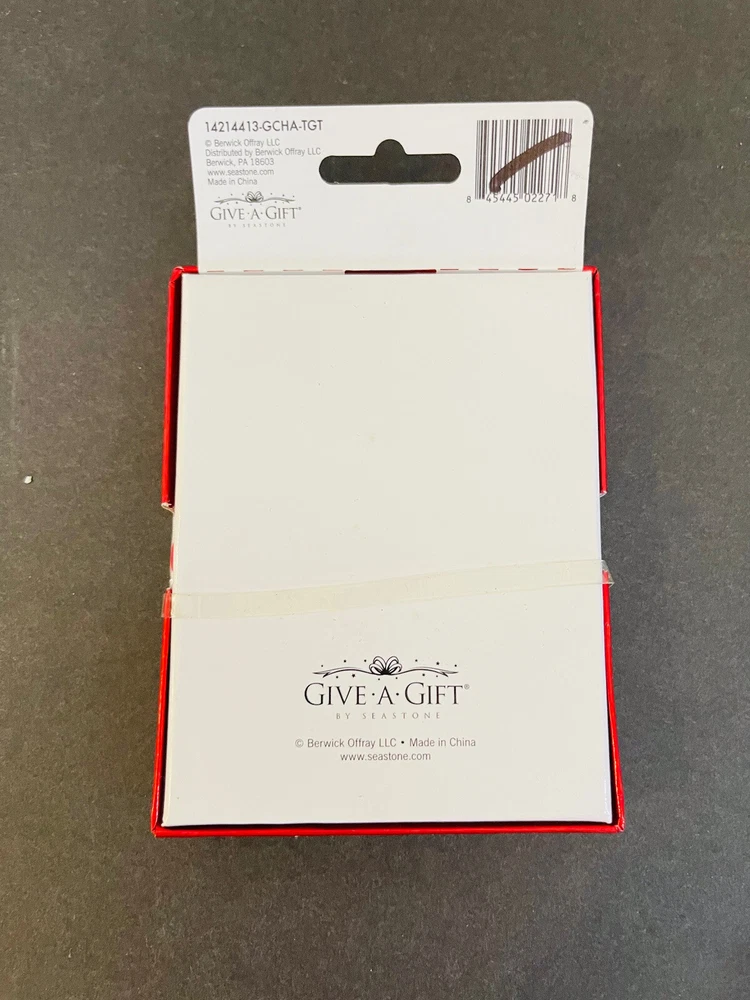 14214413-GCHA-TGT
© Berwick Offray LLC
Distributed by Berwick Offray LLC
Berwick, PA 18603
www.seastone.com
Made in China
GIVE·A·GIFT®
BY SEASTONE
8 45445 02271 8
GIVE·A·GIFT®
BY SEASTONE
© Berwick Offray LLC • Made in China
www.seastone.com